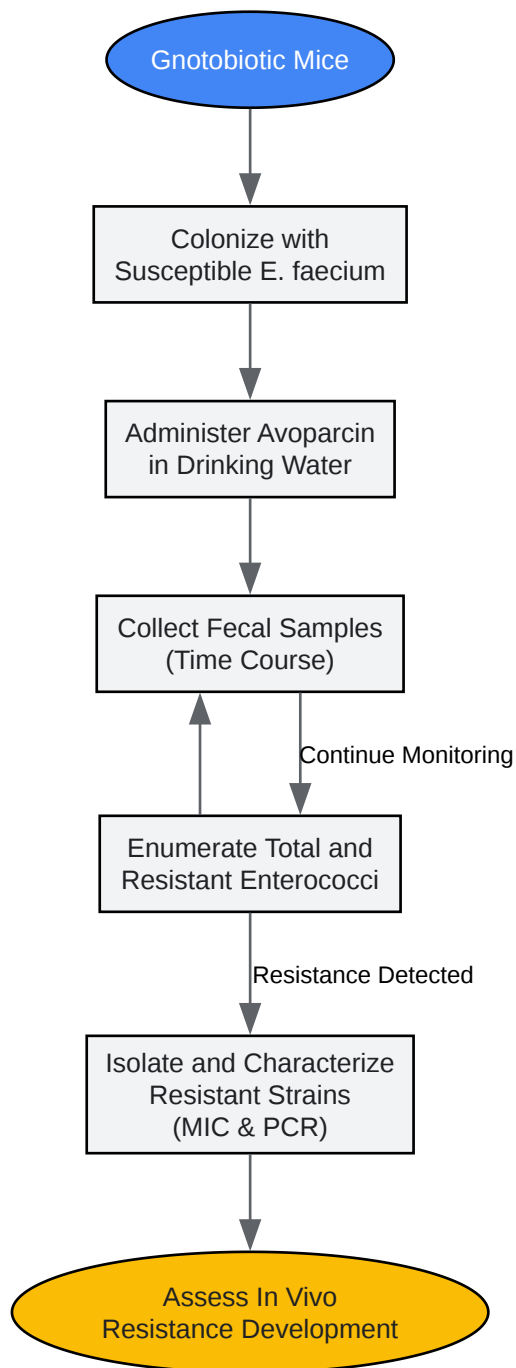 Gnotobiotic Mice
Colonize with
Susceptible E. faecium
Administer Avoparcin
in Drinking Water
Collect Fecal Samples
(Time Course)
Continue Monitoring
Enumerate Total and
Resistant Enterococci
Resistance Detected
Isolate and Characterize
Resistant Strains
(MIC & PCR)
Assess In Vivo
Resistance Development